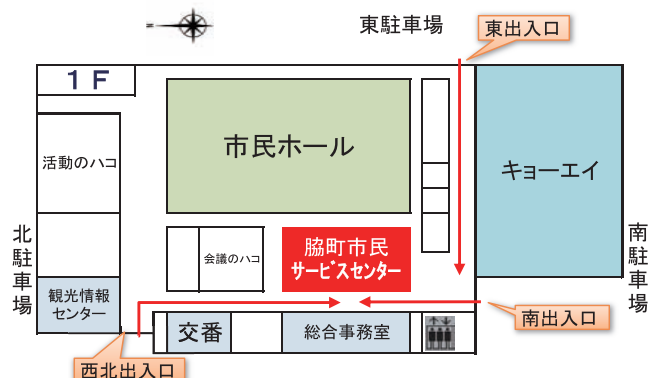 東駐車場
東出入口
1F
市民ホール
キョーエイ
活動のハコ
北駐車場
南駐車場
会議のハコ
脇町市民
サービスセンター
観光情報
センター
交番
総合事務室
南出入口
西北出入口